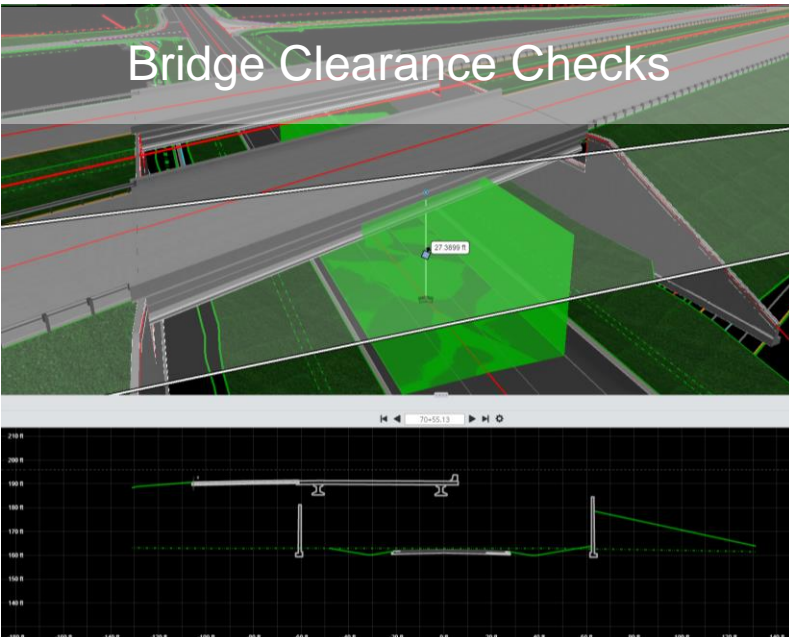 Bridge Clearance Checks
27.3699 ft
70+55.13
210 ft
200 ft
190 ft
180 ft
170 ft
160 ft
150 ft
140 ft